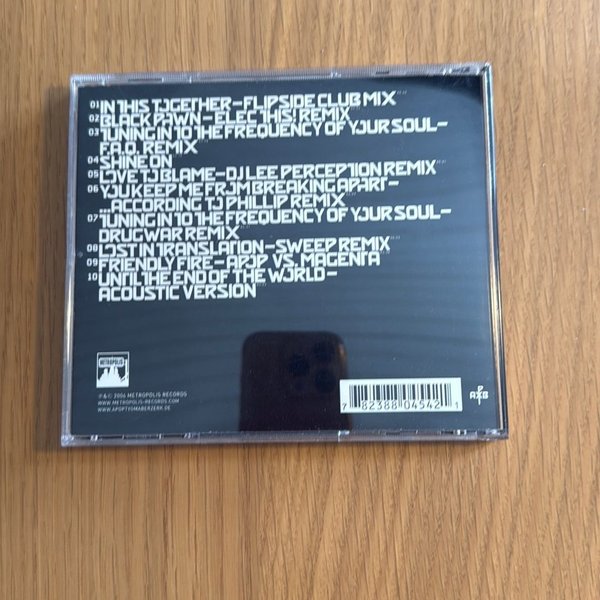 01 IN THIS TOGETHER–FLIPSIDE CLUB MIX
02 BLACK PAWN–ELEC THIS! REMIX
03 TUNING IN TO THE FREQUENCY OF YOUR SOUL–
F.A.Q. REMIX
04 SHINE ON
05 LOVE TO BLAME–DJ LEE PERCEPTION REMIX
06 YOU KEEP ME FROM BREAKING APART–
...ACCORDING TO PHILLIP REMIX
07 TUNING IN TO THE FREQUENCY OF YOUR SOUL–
DRUGWAR REMIX
08 LOST IN TRANSLATION–SWEEP REMIX
09 FRIENDLY FIRE–APOP VS. MAGENTA
10 UNTIL THE END OF THE WORLD–
ACOUSTIC VERSION
METROPOLIS
℗ & © 2006 METROPOLIS RECORDS
WWW.METROPOLIS-RECORDS.COM
WWW.APOPTYGMABERZERK.DE
7 82388 04542 1
P
A B
T